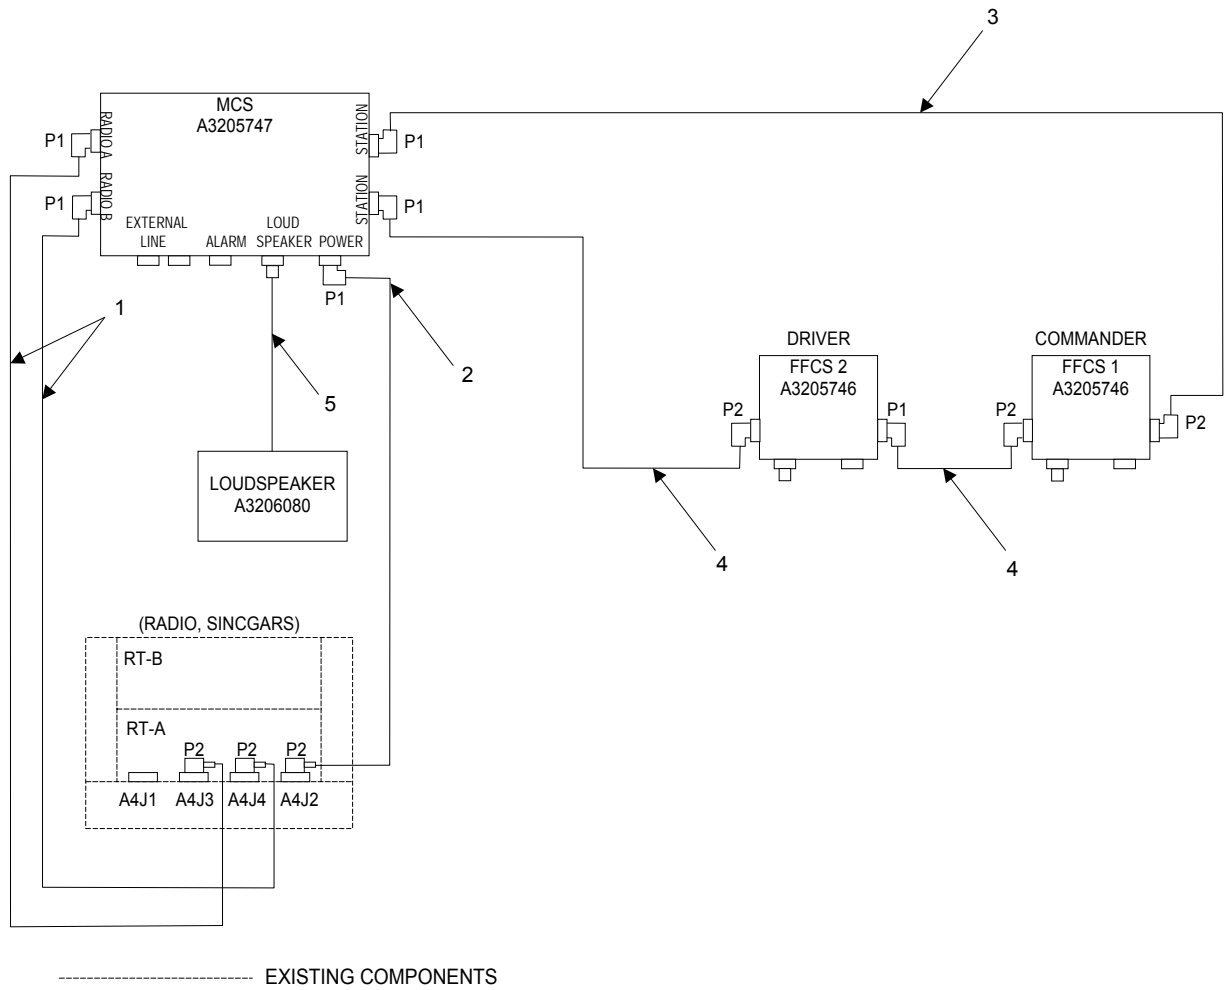 3
MCS
A3205747
RADIO A
RADIO B
STATION
STATION
P1
P1
P1
P1
EXTERNAL
LINE
ALARM
LOUD
SPEAKER
POWER
P1
1
2
5
DRIVER
FFCS 2
A3205746
COMMANDER
FFCS 1
A3205746
P2
P1
P2
P2
LOUDSPEAKER
A3206080
4
4
(RADIO, SINCGARS)
RT-B
RT-A
P2
P2
P2
A4J1
A4J3
A4J4
A4J2
EXISTING COMPONENTS